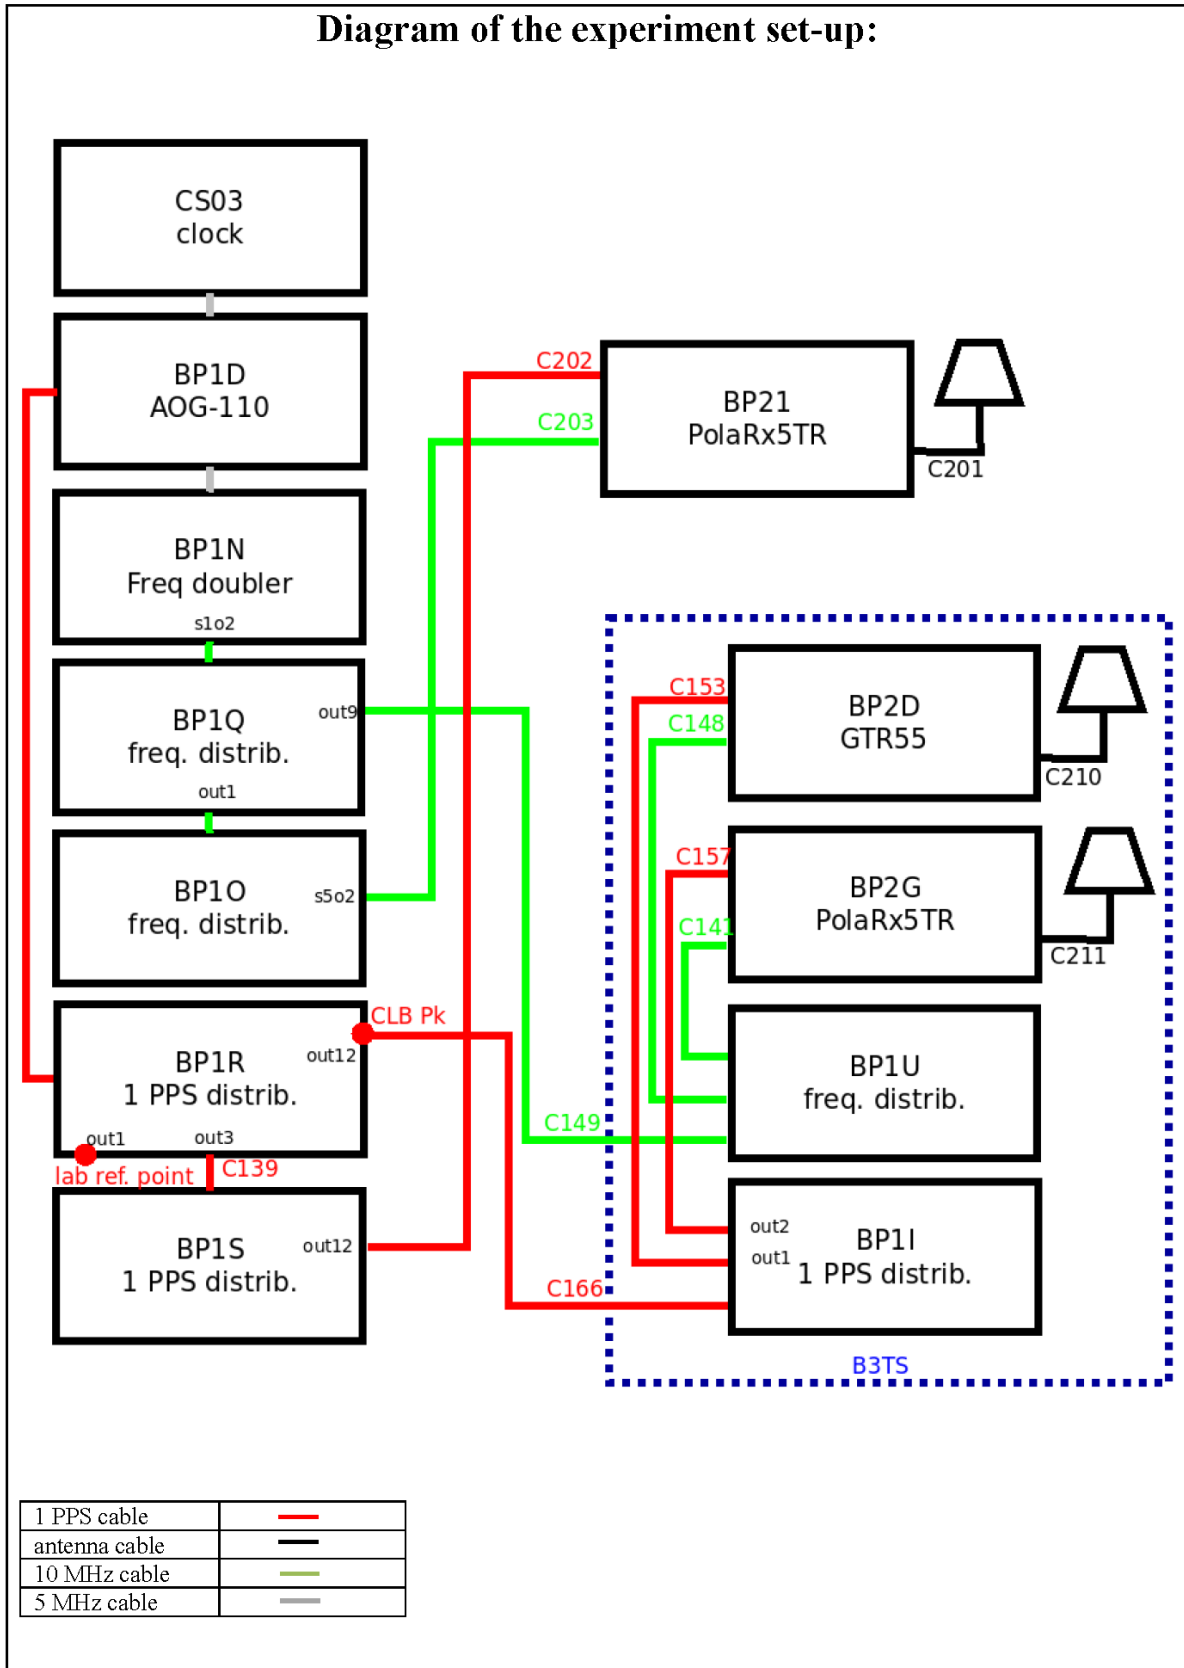 Diagram of the experiment set-up:
CS03
clock
BP1D
AOG-110
BP1N
Freq doubler
s1o2
BP1Q
freq. distrib.
out9
out1
BP1O
freq. distrib.
s5o2
BP1R
1 PPS distrib.
CLB Pk
out12
out1
out3
lab ref. point
C139
BP1S
1 PPS distrib.
out12
C202
C203
BP21
PolaRx5TR
C201
C153
C148
BP2D
GTR55
C210
C157
C141
BP2G
PolaRx5TR
C211
BP1U
freq. distrib.
C149
out2
out1
BP1I
1 PPS distrib.
C166
B3TS
1 PPS cable
antenna cable
10 MHz cable
5 MHz cable